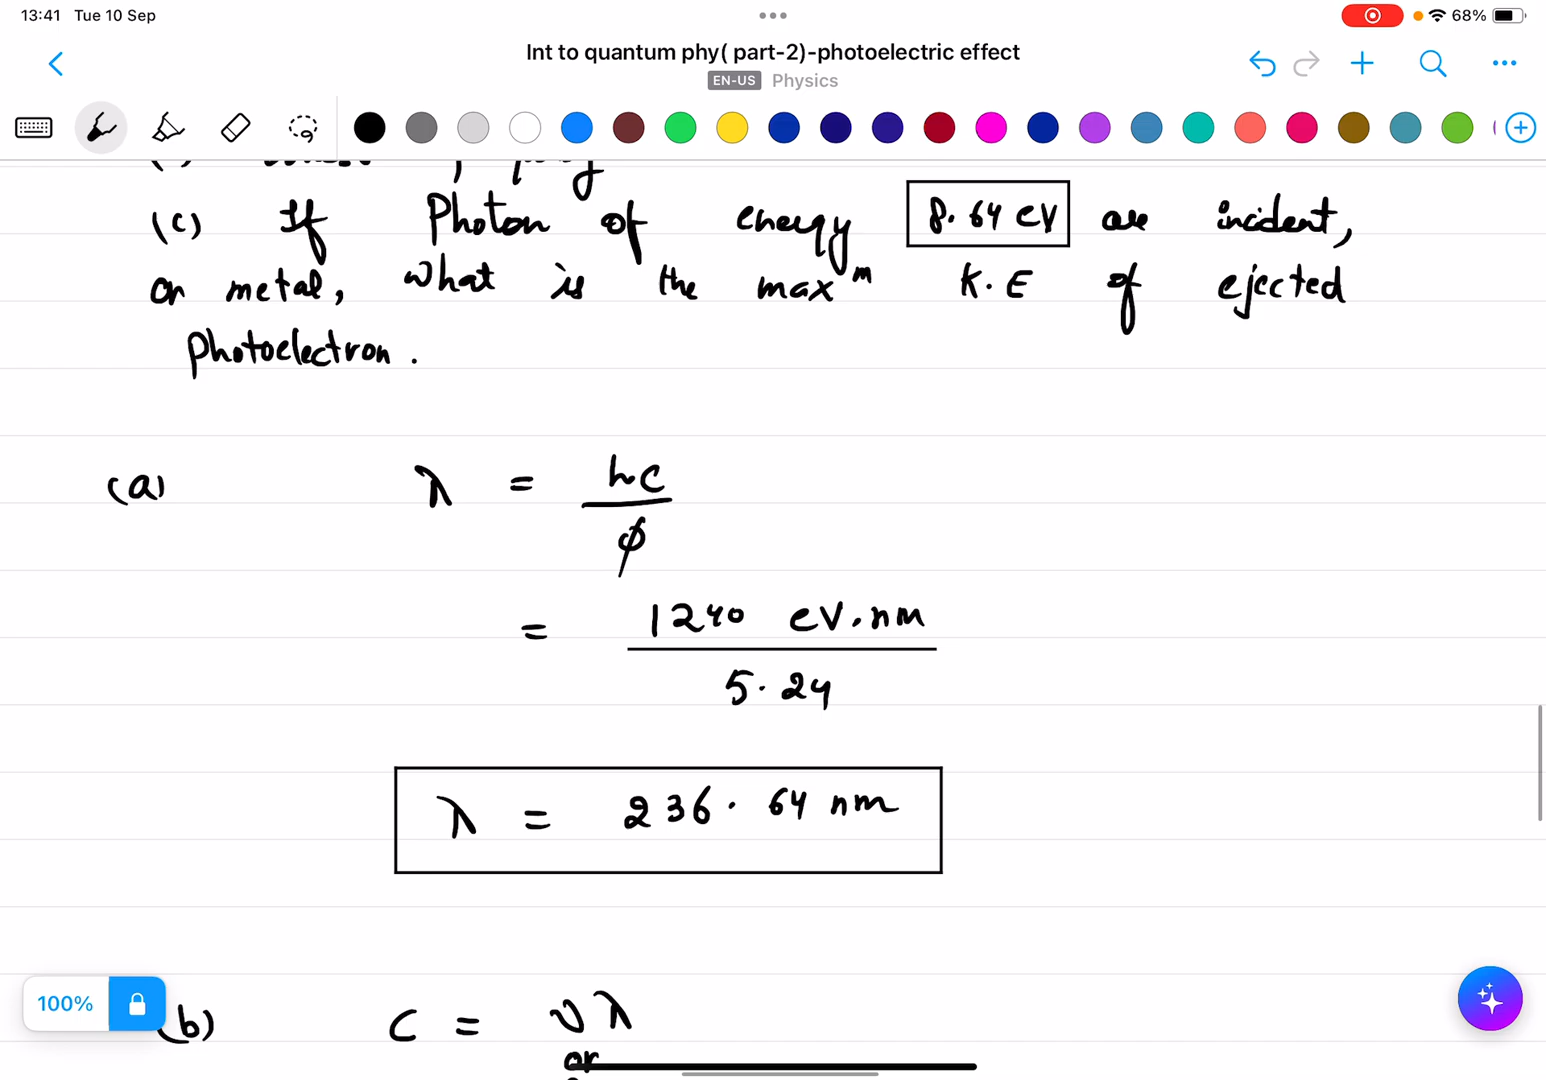 13:41 Tue 10 Sep
68%
Int to quantum phy( part-2)-photoelectric effect
EN-US Physics
(c) If Photon of energy 8.64 eV are incident,
on metal, what is the maxᵐ K.E of ejected
photoelectron.
(a) λ = hc
ϕ
= 1240 eV.nm
5.24
λ = 236.64 nm
100%
(b) c = νλ
or